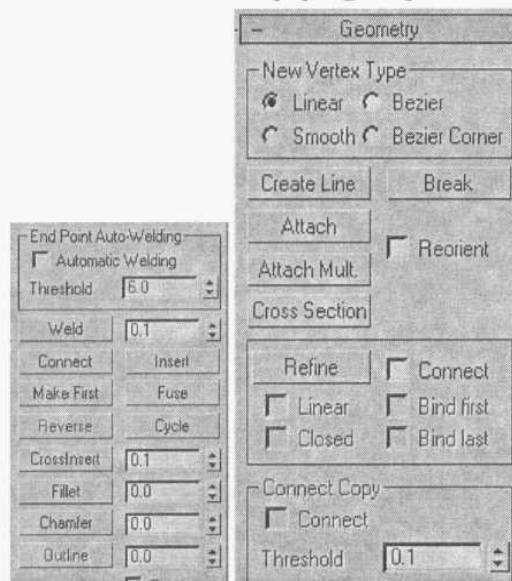 End Point Auto-Welding
Automatic Welding
Threshold 6.0
Weld 0.1
Connect Insert
Make First Fuse
Reverse Cycle
CrossInsert 0.1
Fillet 0.0
Chamfer 0.0
Outline 0.0
- Geometry
New Vertex Type
Linear Bezier
Smooth Bezier Corner
Create Line Break
Attach
Reorient
Attach Mult.
Cross Section
Refine Connect
Linear Bind first
Closed Bind last
Connect Copy
Connect
Threshold 0.1